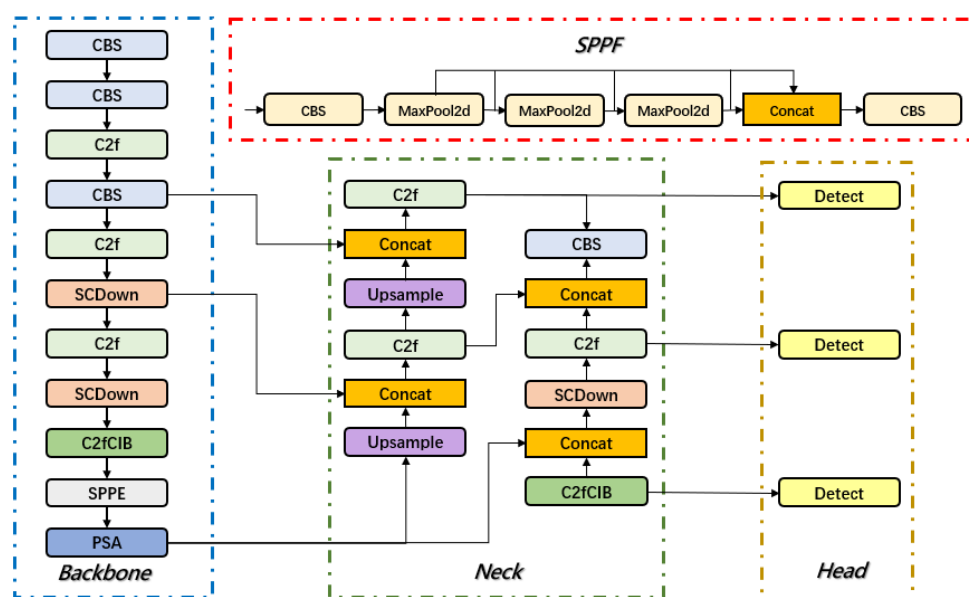 CBS
CBS
C2f
CBS
C2f
SCDown
C2f
SCDown
C2fCIB
SPPE
PSA
Backbone
SPPF
CBS
MaxPool2d
MaxPool2d
MaxPool2d
Concat
CBS
C2f
Concat
Upsample
C2f
Concat
Upsample
CBS
Concat
C2f
SCDown
Concat
C2fCIB
Neck
Detect
Detect
Detect
Head